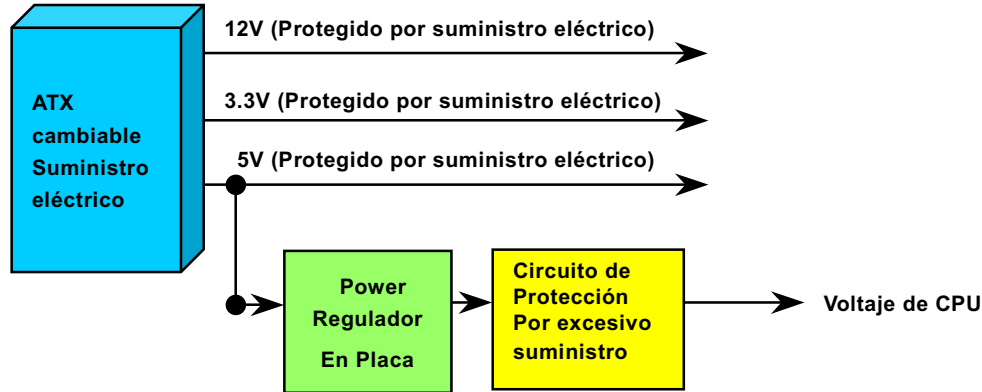 12V (Protegido por suministro eléctrico)
3.3V (Protegido por suministro eléctrico)
5V (Protegido por suministro eléctrico)
ATX
cambiable
Suministro
eléctrico
Power
Regulador
En Placa
Circuito de
Protección
Por excesivo
suministro
Voltaje de CPU